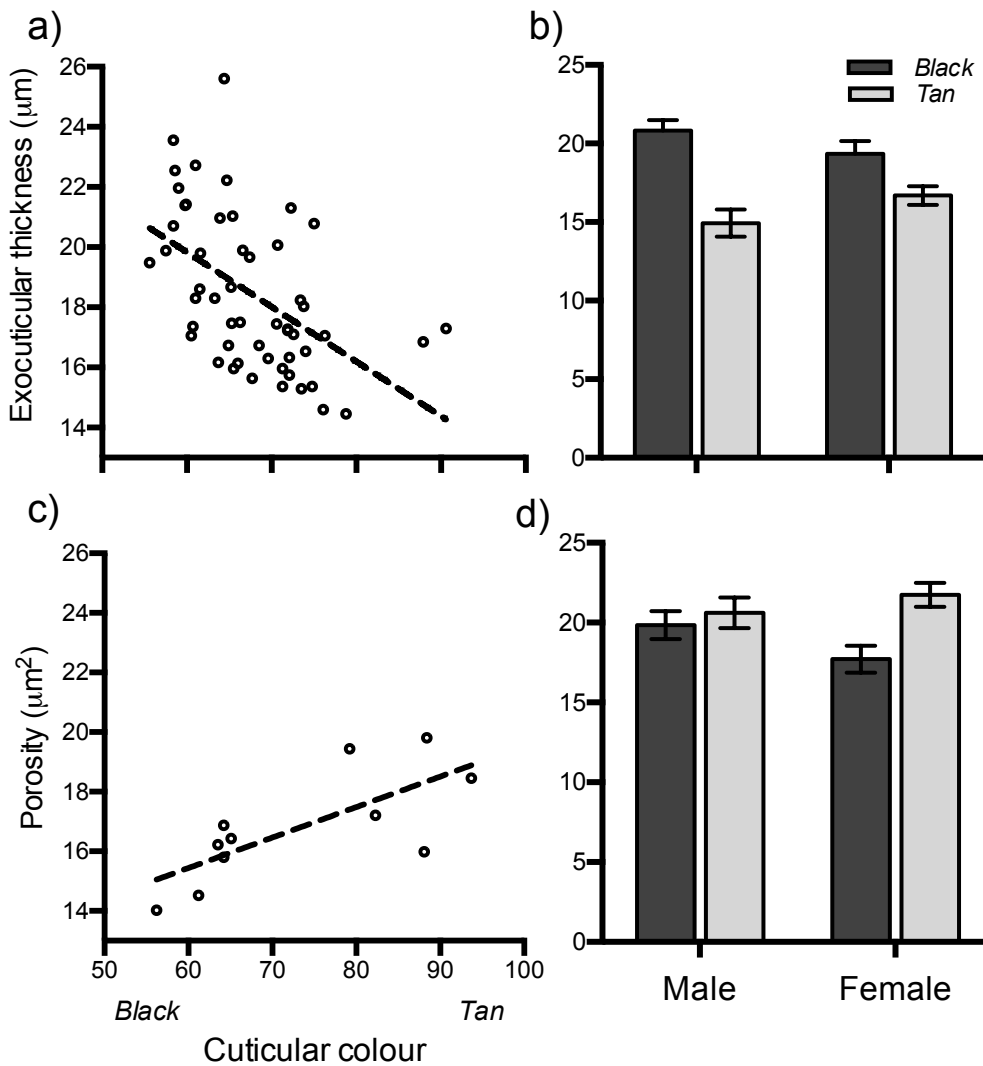 a)
Exocuticular thickness (μm)
26
24
22
20
18
16
14
b)
25
20
15
10
5
0
Black
Tan
c)
Porosity (μm²)
26
24
22
20
18
16
14
50 60 70 80 90 100
Black Tan
Cuticular colour
d)
25
20
15
10
5
0
Male Female